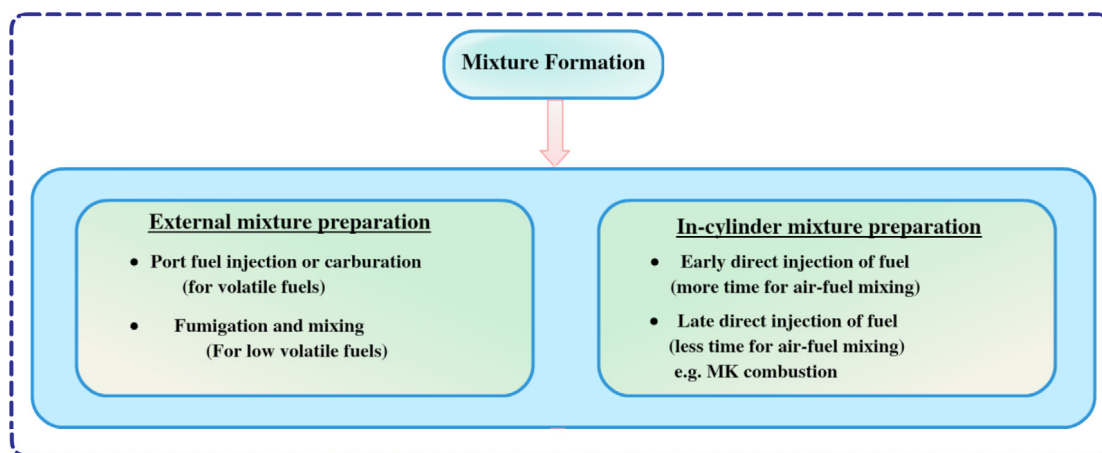 Mixture Formation
External mixture preparation
• Port fuel injection or carburation
(for volatile fuels)
• Fumigation and mixing
(For low volatile fuels)
In-cylinder mixture preparation
• Early direct injection of fuel
(more time for air-fuel mixing)
• Late direct injection of fuel
(less time for air-fuel mixing)
e.g. MK combustion